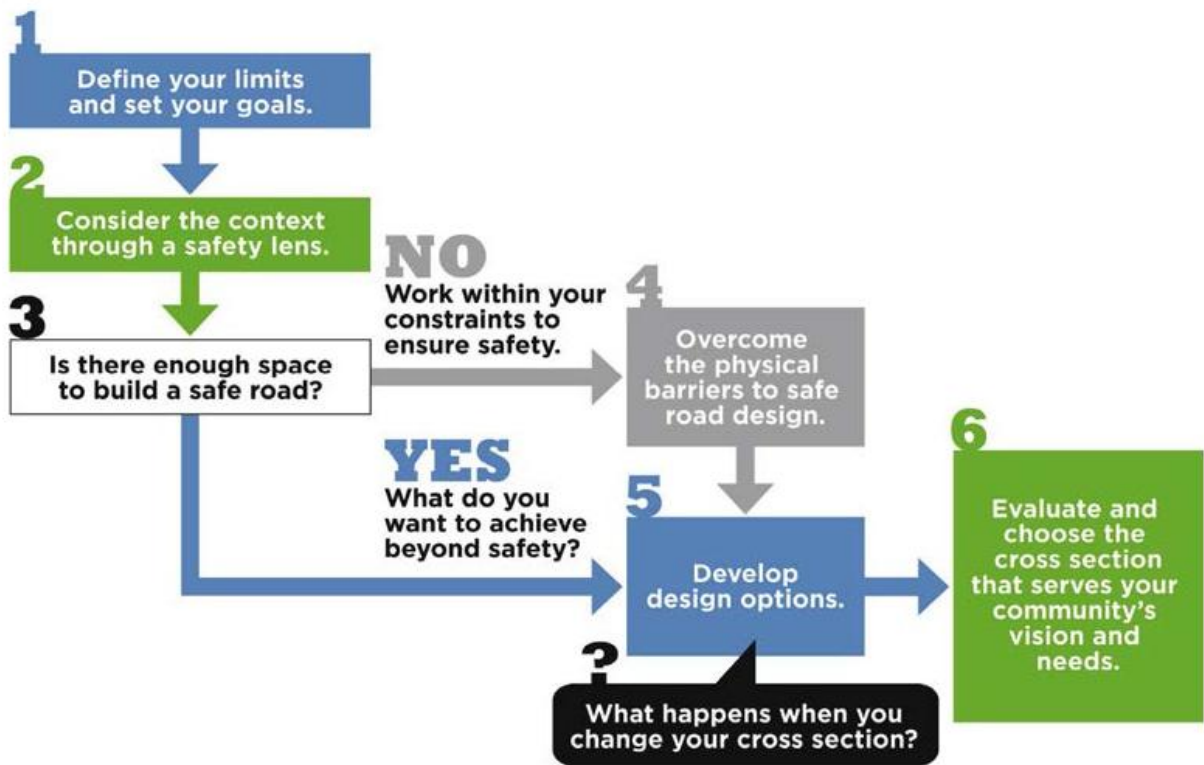 1
Define your limits
and set your goals.
2
Consider the context
through a safety lens.
3
Is there enough space
to build a safe road?
NO
Work within your
constraints to
ensure safety.
4
Overcome
the physical
barriers to safe
road design.
YES
What do you
want to achieve
beyond safety?
5
Develop
design options.
?
What happens when you
change your cross section?
6
Evaluate and
choose the
cross section
that serves your
community’s
vision and
needs.